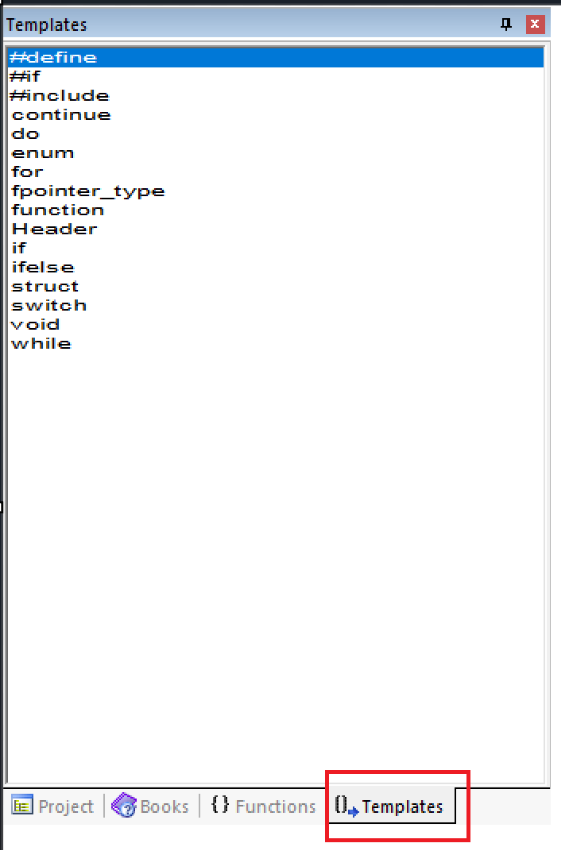 Templates
#define
#if
#include
continue
do
enum
for
fpointer_type
function
Header
if
ifelse
struct
switch
void
while
Project Books {} Functions Templates